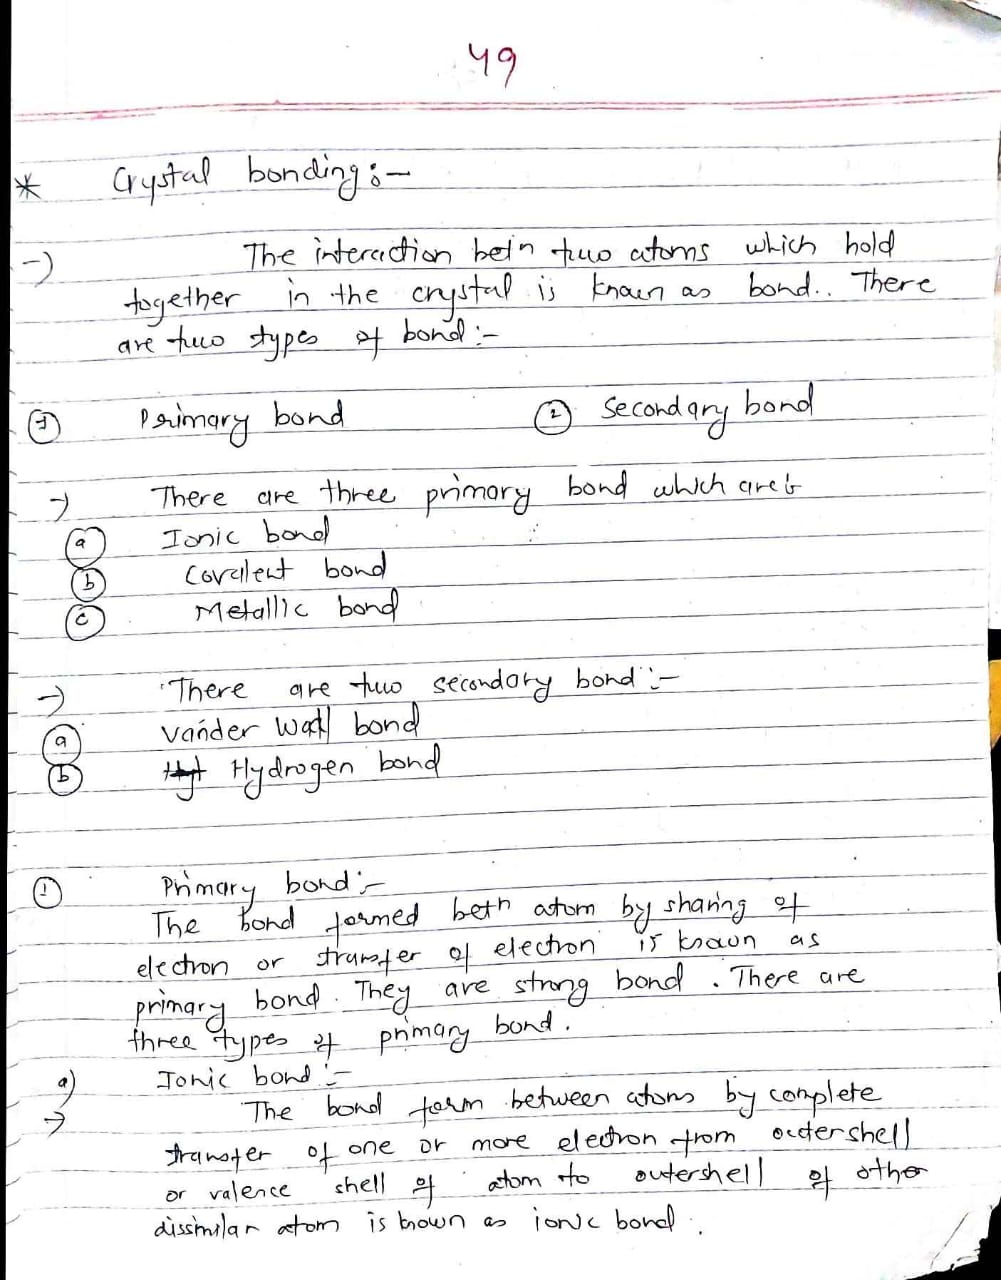 49
* Crystal bonding :-
→ The interaction betn two atoms which hold
together in the crystal is known as bond.. There
are two types of bond :-
① Primary bond ② Secondary bond
→ There are three primary bond which are :-
ⓐ Ionic bond
ⓑ Covalent bond
ⓒ Metallic bond
→ There are two secondary bond :-
ⓐ Vander Wall bond
ⓑ Hydrogen bond
① Primary bond :-
The bond formed betn atom by sharing of
electron or transfer of electron is known as
primary bond. They are strong bond. There are
three types of primary bond.
a) Ionic bond :-
→ The bond form between atoms by complete
transfer of one or more electron from outershell
or valence shell of atom to outershell of other
dissimilar atom is known as ionic bond.